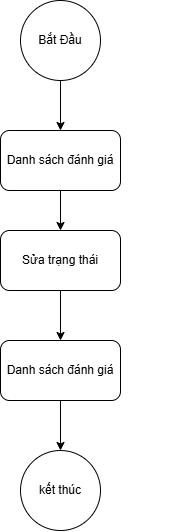 Bắt Đầu
Danh sách đánh giá
Sửa trạng thái
Danh sách đánh giá
kết thúc